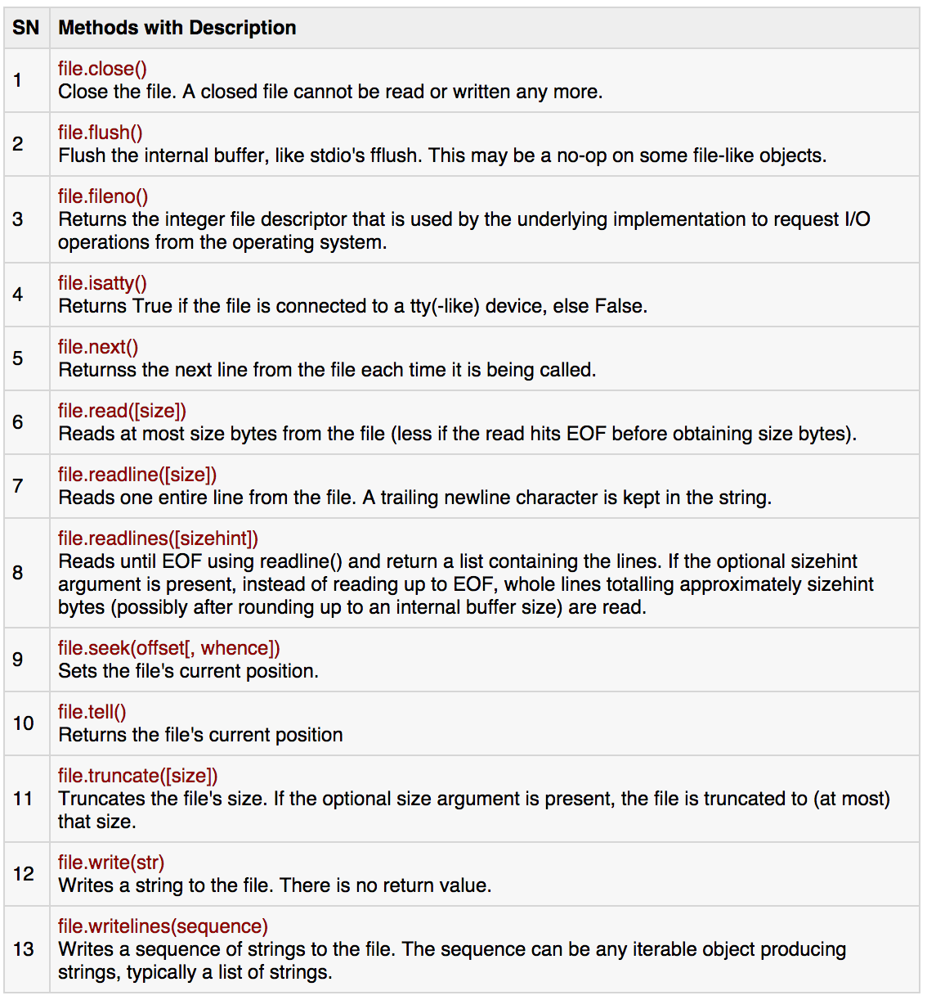 SN Methods with Description
1
file.close()
Close the file. A closed file cannot be read or written any more.
2
file.flush()
Flush the internal buffer, like stdio's fflush. This may be a no-op on some file-like objects.
3
file.fileno()
Returns the integer file descriptor that is used by the underlying implementation to request I/O
operations from the operating system.
4
file.isatty()
Returns True if the file is connected to a tty(-like) device, else False.
5
file.next()
Returnss the next line from the file each time it is being called.
6
file.read([size])
Reads at most size bytes from the file (less if the read hits EOF before obtaining size bytes).
7
file.readline([size])
Reads one entire line from the file. A trailing newline character is kept in the string.
8
file.readlines([sizehint])
Reads until EOF using readline() and return a list containing the lines. If the optional sizehint
argument is present, instead of reading up to EOF, whole lines totalling approximately sizehint
bytes (possibly after rounding up to an internal buffer size) are read.
9
file.seek(offset[, whence])
Sets the file's current position.
10
file.tell()
Returns the file's current position
11
file.truncate([size])
Truncates the file's size. If the optional size argument is present, the file is truncated to (at most)
that size.
12
file.write(str)
Writes a string to the file. There is no return value.
13
file.writelines(sequence)
Writes a sequence of strings to the file. The sequence can be any iterable object producing
strings, typically a list of strings.